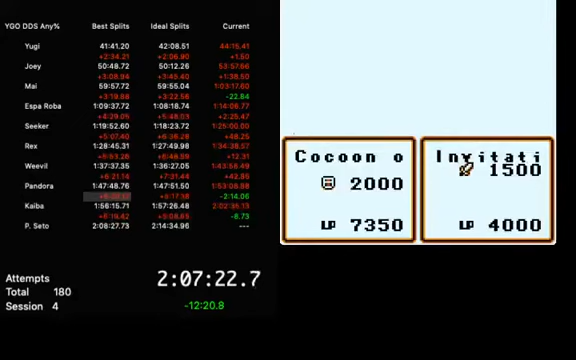 YGO DDS Any% Best Splits Ideal Splits Current
Yugi 41:41.20 42:08.51 44:15.41
+2:34.21 +2:06.90 +1.50
Joey 50:48.72 50:12.26 53:57.66
+3:08.94 +3:45.40 +1:38.50
Mai 59:57.72 59:55.04 1:03:17.60
+3:19.88 +3:22.56 -22.84
Espa Roba 1:09:37.72 1:08:18.74 1:14:06.77
+4:29.05 +5:48.03 +2:25.47
Seeker 1:19:52.60 1:18:23.72 1:25:00.00
+5:07.40 +6:36.28 +48.25
Rex 1:28:45.31 1:27:49.98 1:34:38.57
+5:53.26 +6:48.59 +12.31
Weevil 1:37:37.35 1:36:27.05 1:43:58.49
+6:21.14 +7:31.44 +42.85
Pandora 1:47:48.76 1:47:51.50 1:53:08.88
+5:17.38 -2:14.06
Kaiba 1:56:15.71 1:57:26.48 2:02:35.13
+6:19.42 +5:08.65 -8.73
P. Seto 2:08:27.73 2:14:34.96 ---
Attempts
Total 180
Session 4
2:07:22.7
-12:20.8
Cocoon o
2000
LP 7350
Invitati
1500
LP 4000